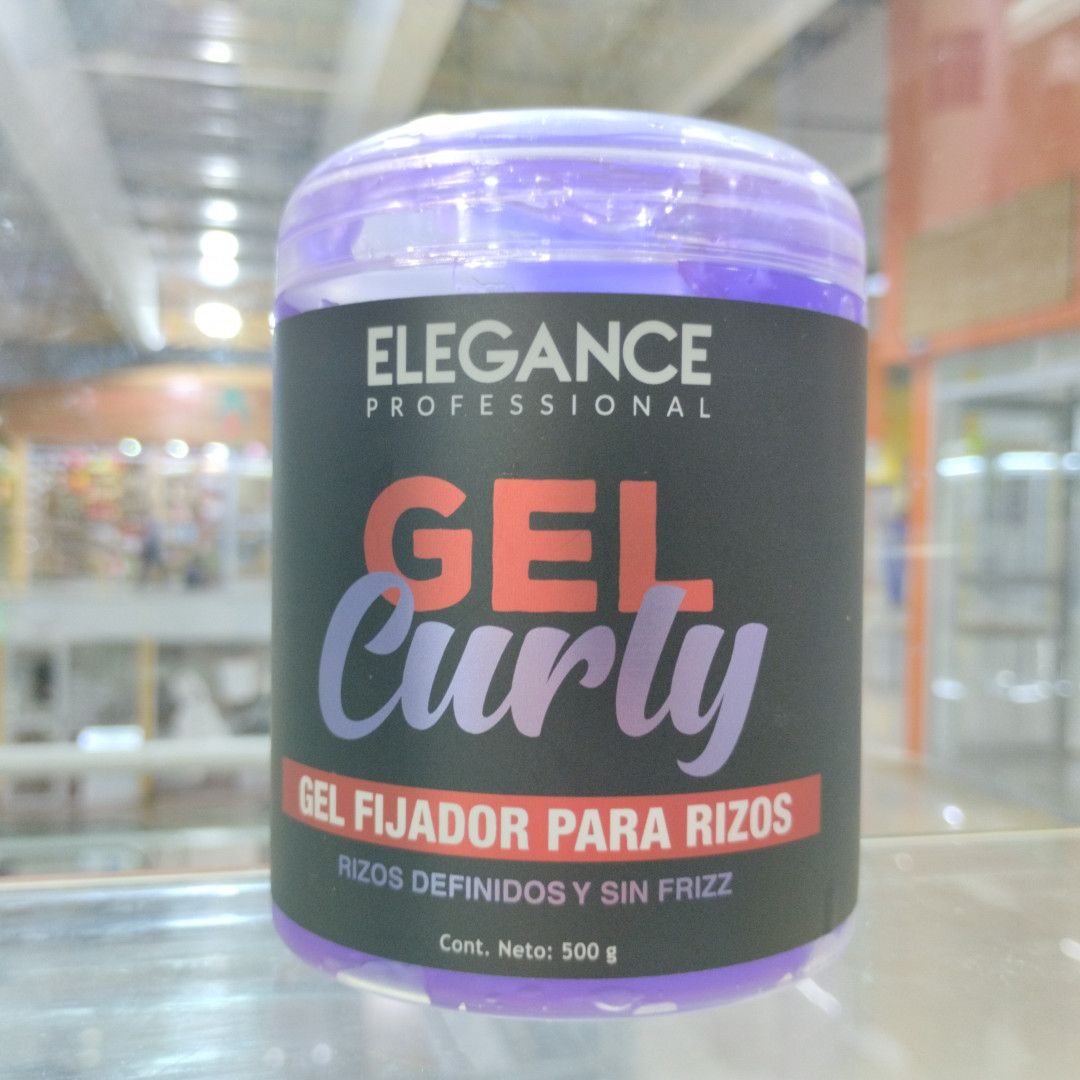 ELEGANCE
PROFESSIONAL
GEL
Curly
GEL FIJADOR PARA RIZOS
RIZOS DEFINIDOS Y SIN FRIZZ
Cont. Neto: 500 g